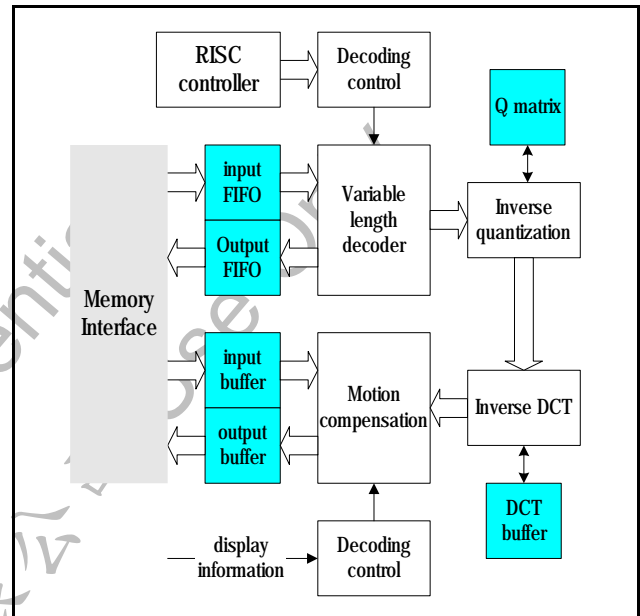 RISC
controller
Decoding
control
Q matrix
input
FIFO
Variable
length
decoder
Inverse
quantization
Output
FIFO
Memory
Interface
input
buffer
Motion
compensation
Inverse DCT
output
buffer
DCT
buffer
display
information
Decoding
control